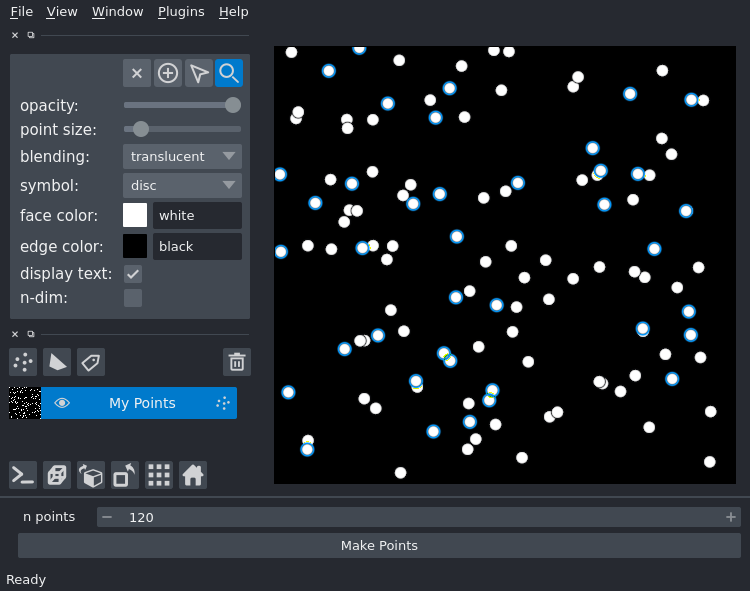 File View Window Plugins Help
opacity:
point size:
blending: translucent
symbol: disc
face color: white
edge color: black
display text:
n-dim:
My Points
n points 120
Make Points
Ready